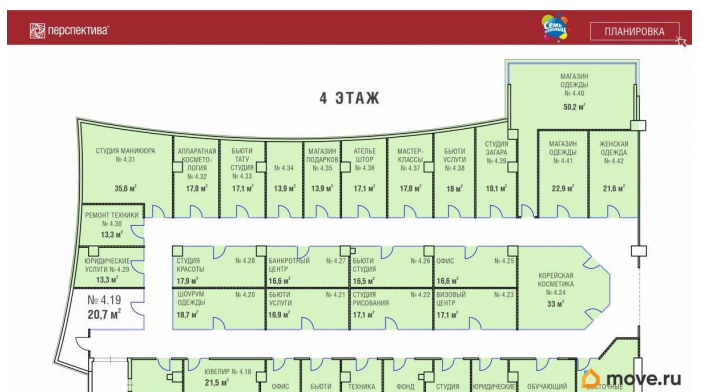 перспектива®
СЕМЬ
ПЛАНИРОВКА
4 ЭТАЖ
МАГАЗИН
ОДЕЖДЫ
№ 4.40
50,2 м²
СТУДИЯ МАНИКЮРА
№ 4.31
35,6 м²
АППАРАТНАЯ
КОСМЕТО-
ЛОГИЯ
№ 4.32
17,8 м²
БЬЮТИ
ТАТУ
СТУДИЯ
№ 4.33
17,1 м²
№ 4.34
13,9 м²
МАГАЗИН
ПОДАРКОВ
№ 4.35
13,9 м²
АТЕЛЬЕ
ШТОР
№ 4.36
17,1 м²
МАСТЕР-
КЛАССЫ
№ 4.37
17,8 м²
БЬЮТИ
УСЛУГИ
№ 4.38
18 м²
СТУДИЯ
ЗАГАРА
№ 4.39
18,1 м²
МАГАЗИН
ОДЕЖДЫ
№ 4.41
22,9 м²
ЖЕНСКАЯ
ОДЕЖДА
№ 4.42
21,6 м²
РЕМОНТ ТЕХНИКИ
№ 4.30
13,3 м²
ЮРИДИЧЕСКИЕ
УСЛУГИ № 4.29
13,3 м²
№ 4.19
20,7 м²
СТУДИЯ № 4.28
КРАСОТЫ
17,9 м²
БАНКРОТНЫЙ № 4.27
ЦЕНТР
16,6 м²
БЬЮТИ № 4.26
СТУДИЯ
16,5 м²
ОФИС № 4.25
16,6 м²
КОРЕЙСКАЯ
КОСМЕТИКА
№ 4.24
33 м²
ШОУРУМ № 4.20
ОДЕЖДЫ
18,7 м²
БЬЮТИ № 4.21
УСЛУГИ
16,9 м²
СТУДИЯ № 4.22
РИСОВАНИЯ
17,1 м²
ВИЗОВЫЙ № 4.23
ЦЕНТР
17,1 м²
ЮВЕЛИР № 4.18
21,5 м²
ОФИС
БЬЮТИ
ТЕХНИКА
ФОНД
СТУДИЯ
ЮРИДИЧЕСКИЕ
ОБУЧАЮЩИЙ
ВОСТОЧНЫЕ
move.ru